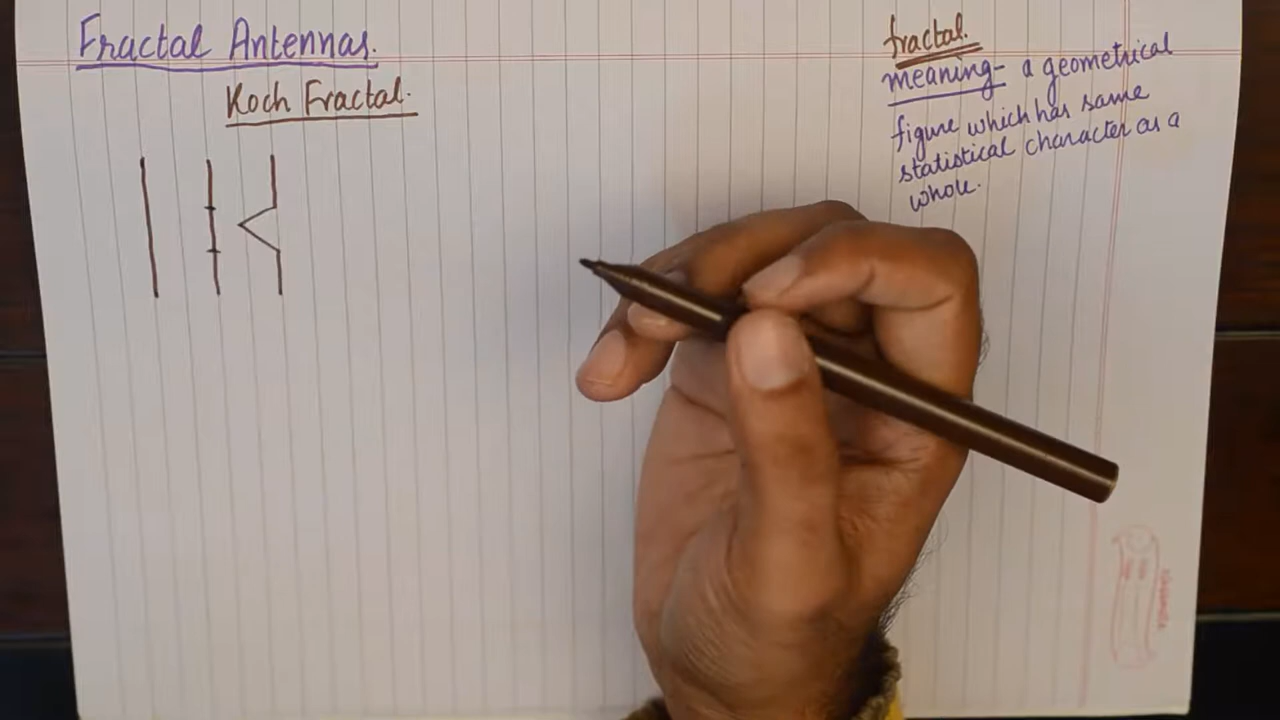 Fractal Antennas.
Koch Fractal.
fractal.
meaning- a geometrical
figure which has same
statistical character as a
whole.